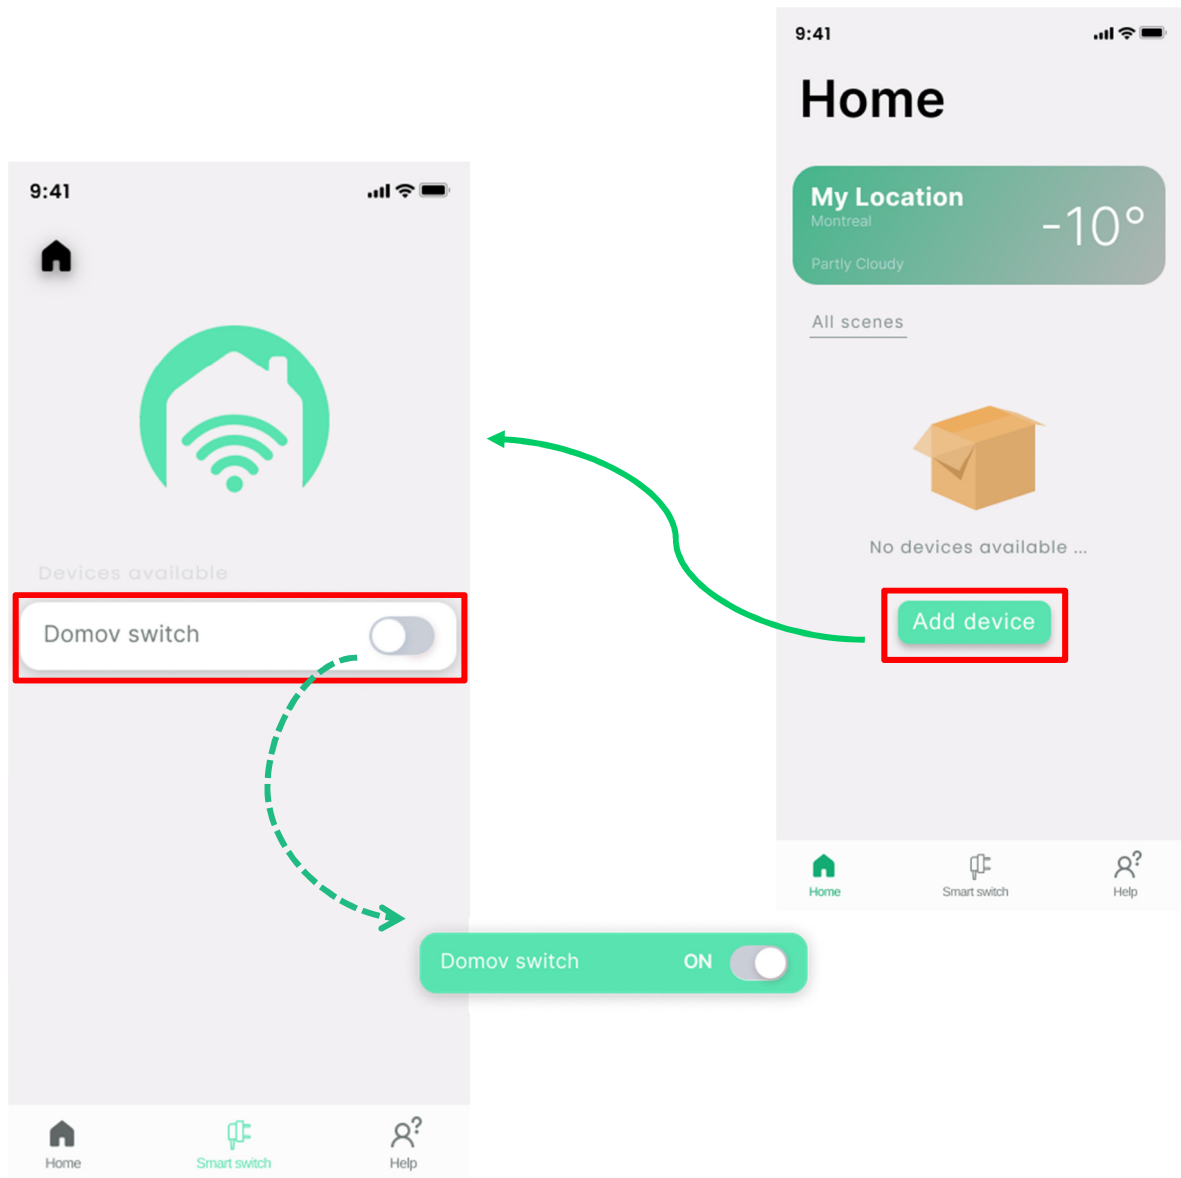 9:41
Home
My Location
Montreal
-10°
Partly Cloudy
All scenes
No devices available ...
Add device
Home
Smart switch
Help
9:41
Devices available
Domov switch
Domov switch ON
Home
Smart switch
Help